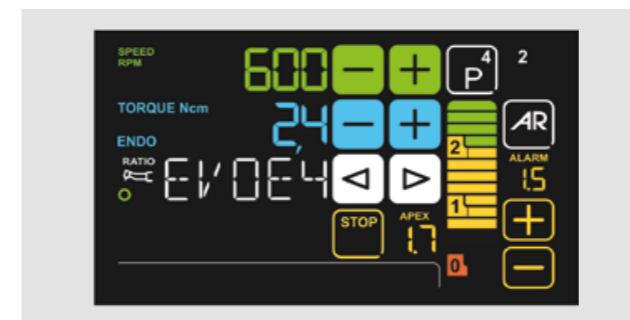 SPEED
RPM
600
−
+
P4
2
TORQUE Ncm
2,4
−
+
AR
ENDO
2
ALARM
1.5
RATIO
EVOE4
STOP
APEX
1.7
1
+
0
−